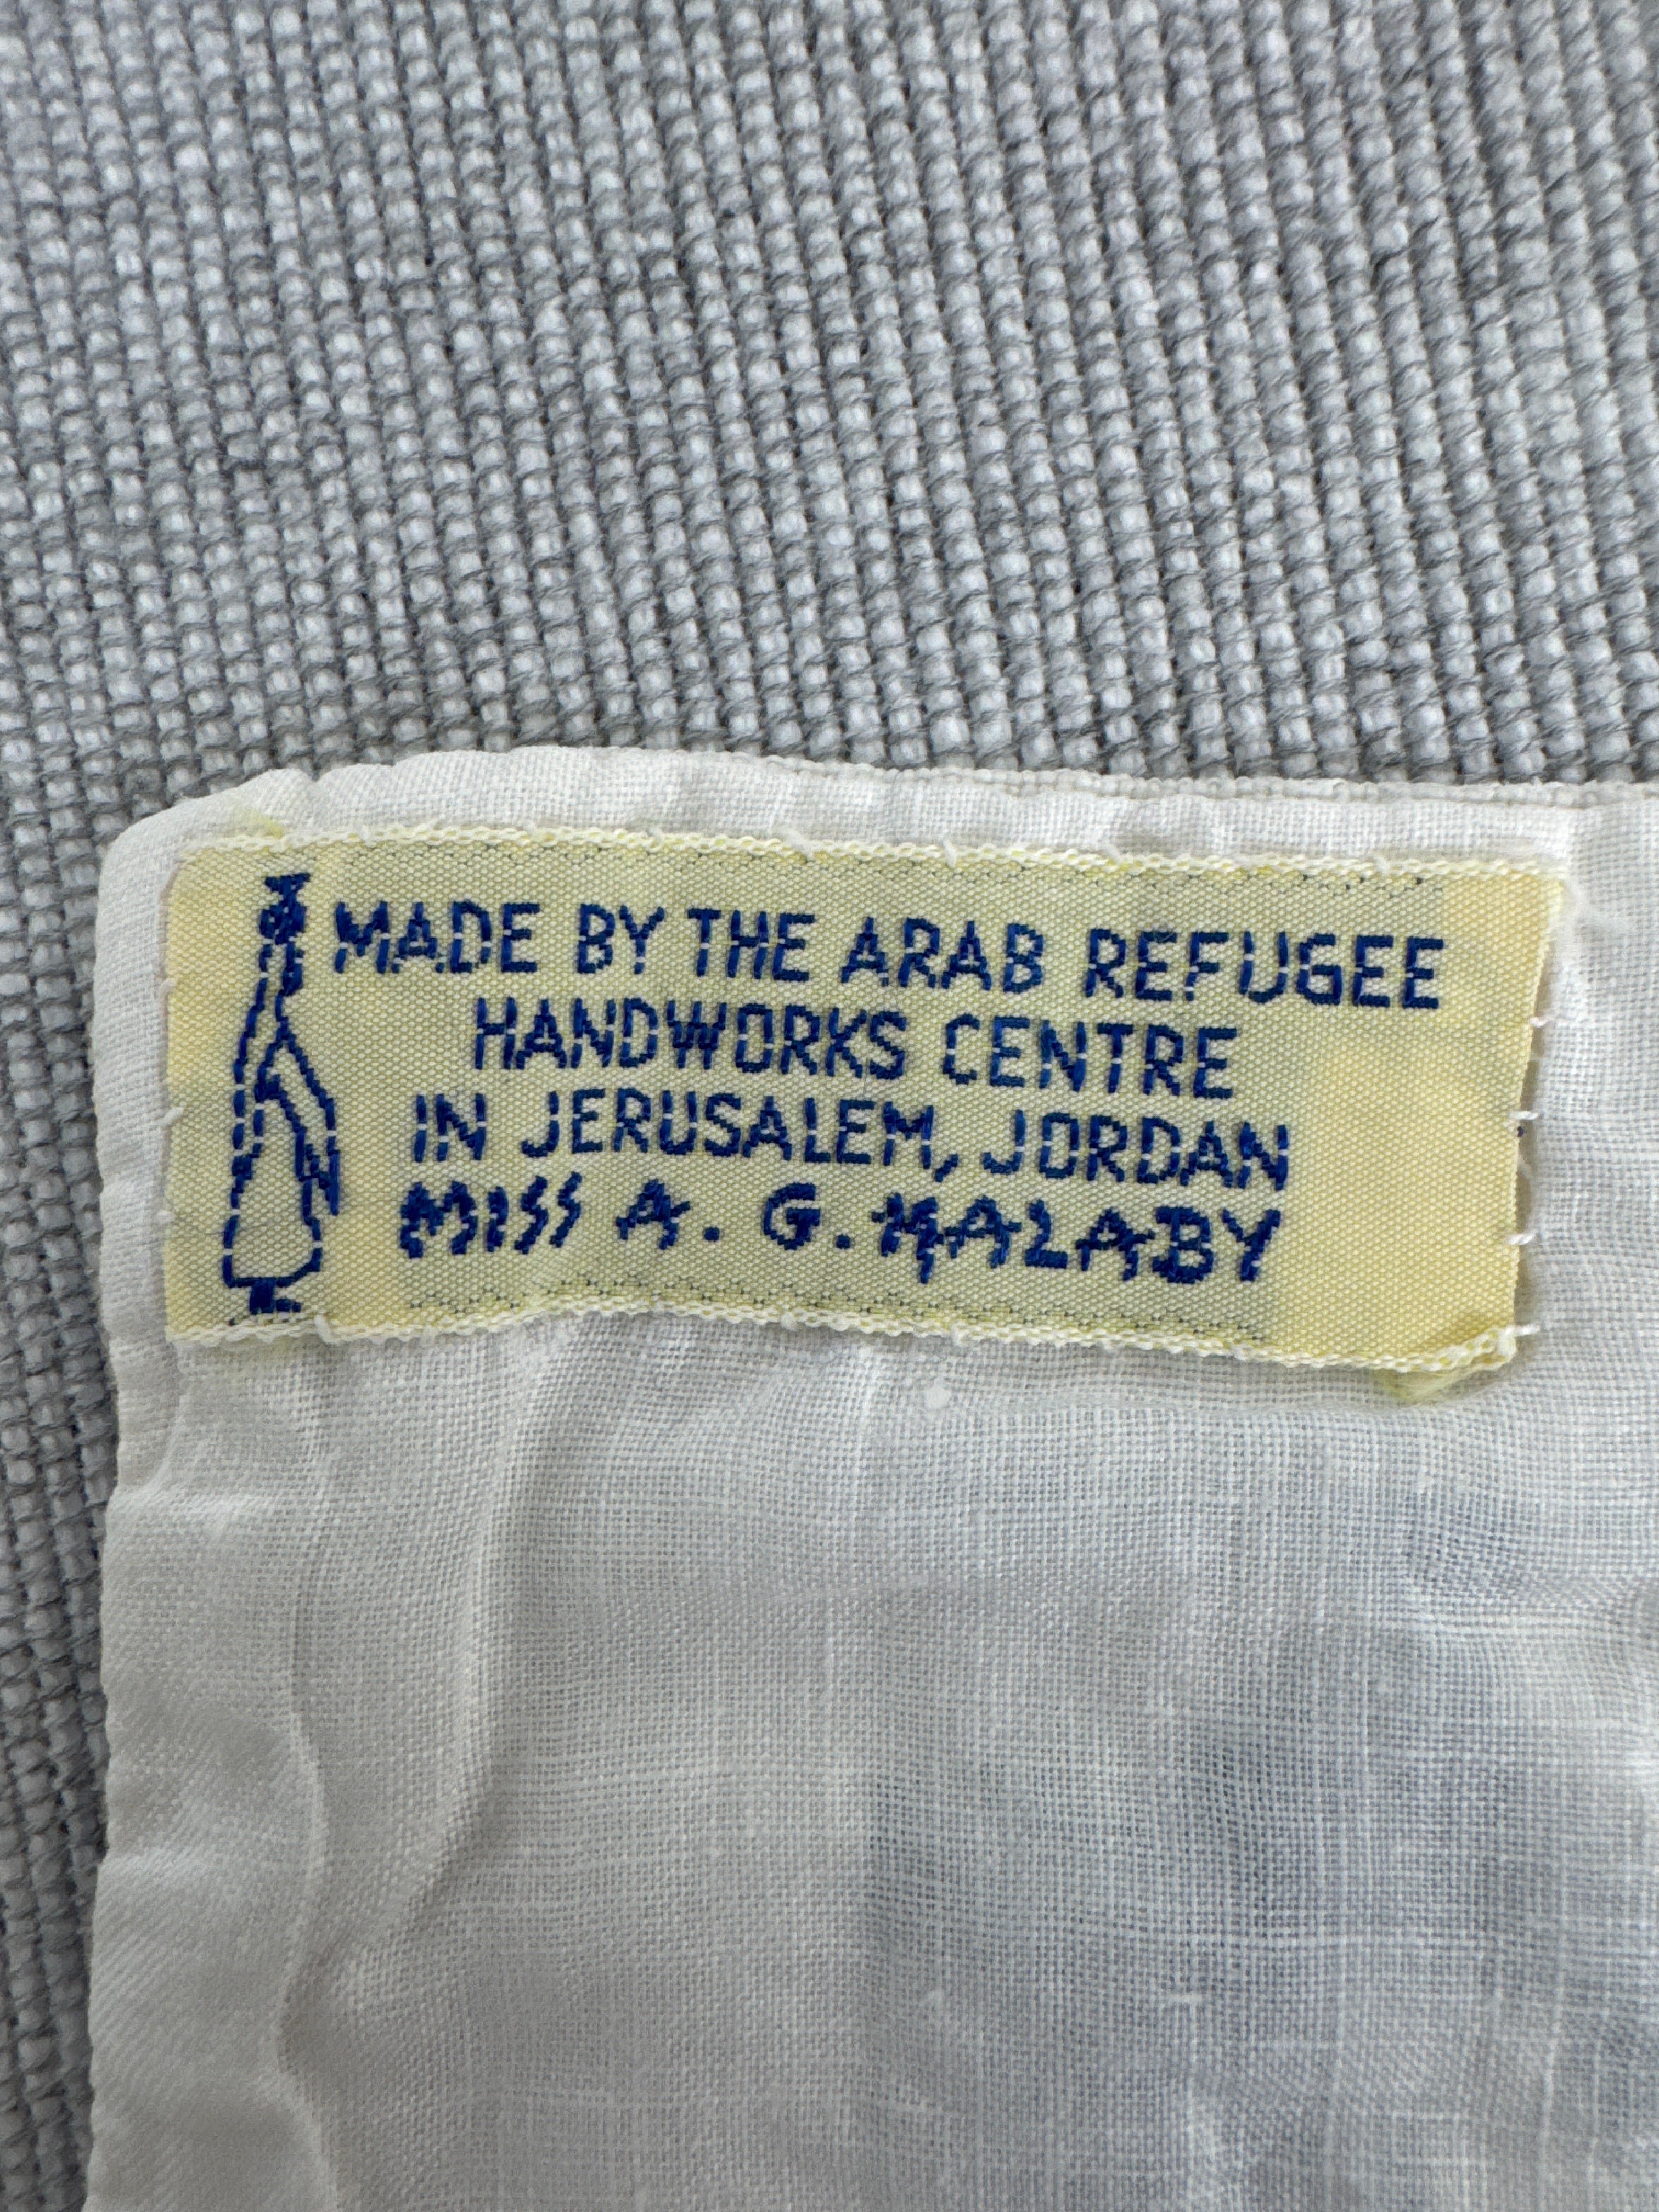 MADE BY THE ARAB REFUGEE
HANDWORKS CENTRE
IN JERUSALEM, JORDAN
MISS A. G. HALABY